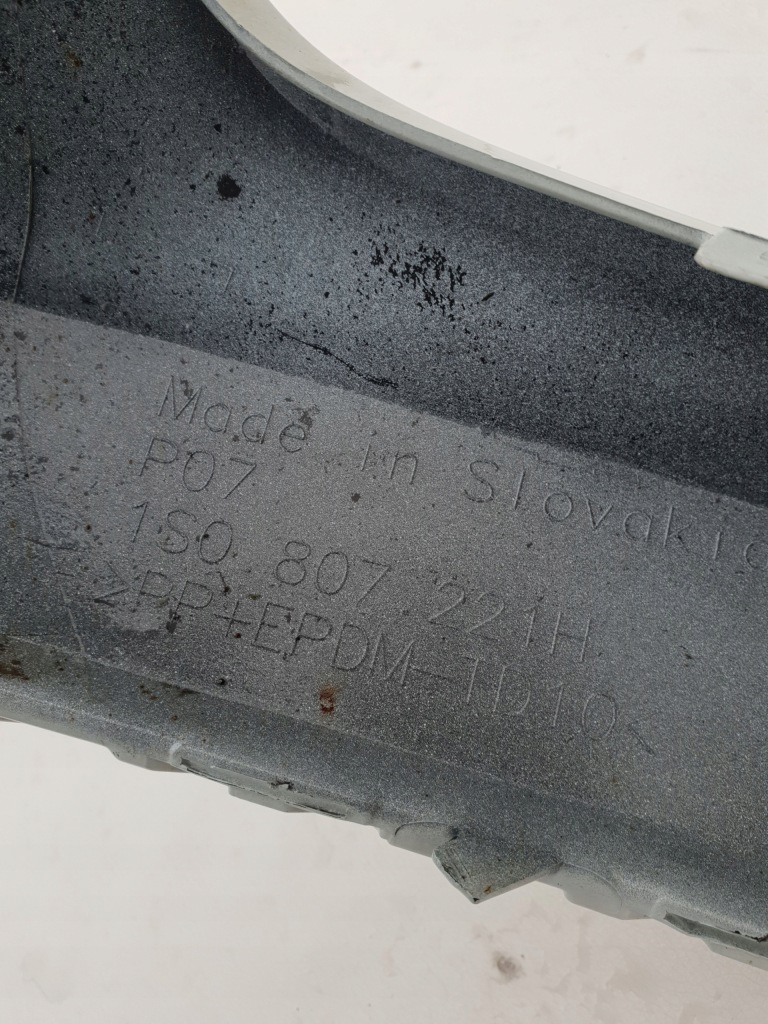 Made in Slovakia
P07
1S0 807 221H
>PP+EPDM-TD10<